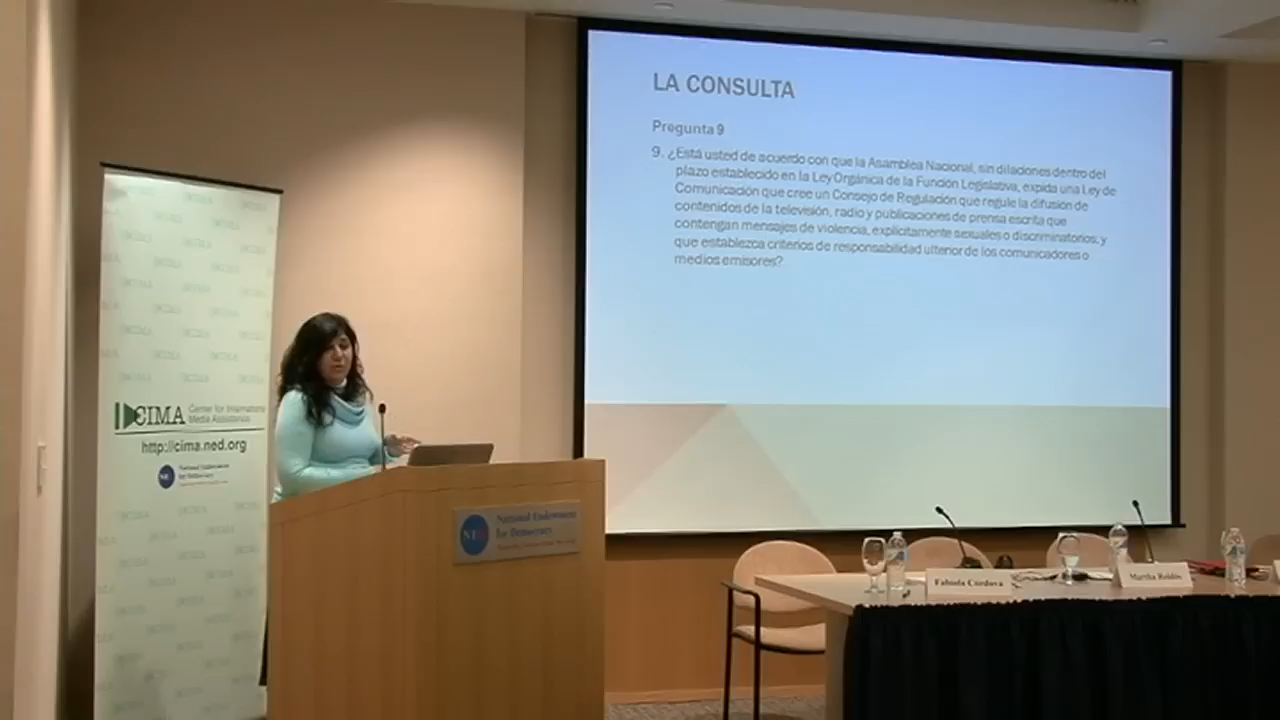 LA CONSULTA
Pregunta 9
9. ¿Está usted de acuerdo con que la Asamblea Nacional, sin dilaciones dentro del
plazo establecido en la Ley Orgánica de la Función Legislativa, expida una Ley de
Comunicación que cree un Consejo de Regulación que regule la difusión de
contenidos de la televisión, radio y publicaciones de prensa escrita que
contengan mensajes de violencia, explícitamente sexuales o discriminatorios; y
que establezca criterios de responsabilidad ulterior de los comunicadores o
medios emisores?
CIMA Center for International
Media Assistance
http://cima.ned.org
National Endowment
for Democracy
National Endowment
for Democracy
Fabiola Cordova
Martha Roldós